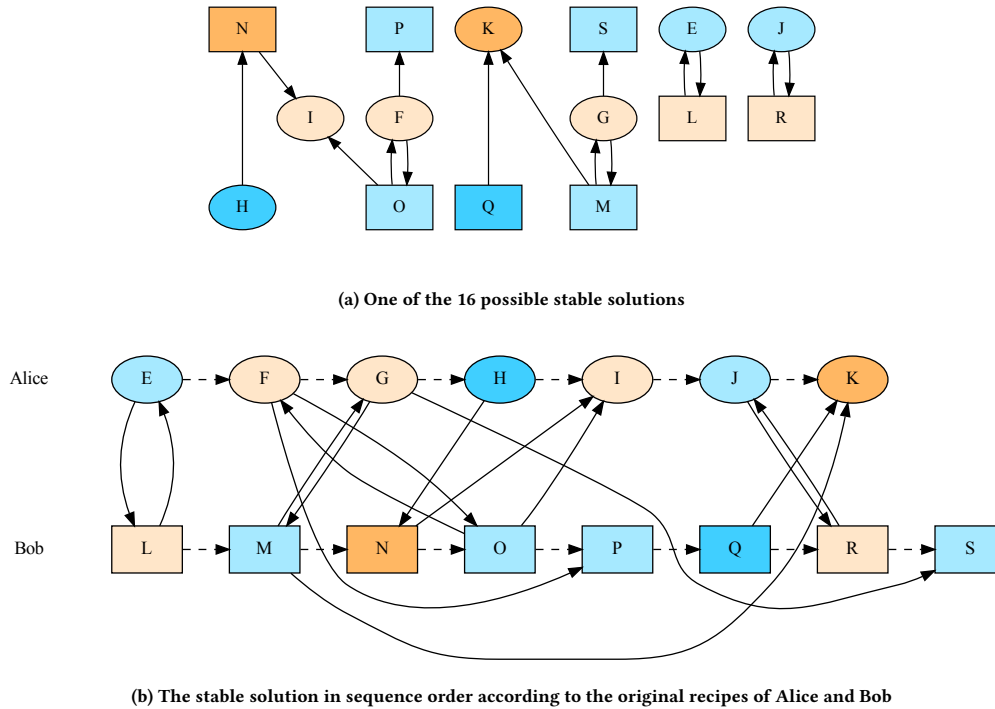 N P K S E J
I F G L R
H O Q M
(a) One of the 16 possible stable solutions
Alice E F G H I J K
Bob L M N O P Q R S
(b) The stable solution in sequence order according to the original recipes of Alice and Bob